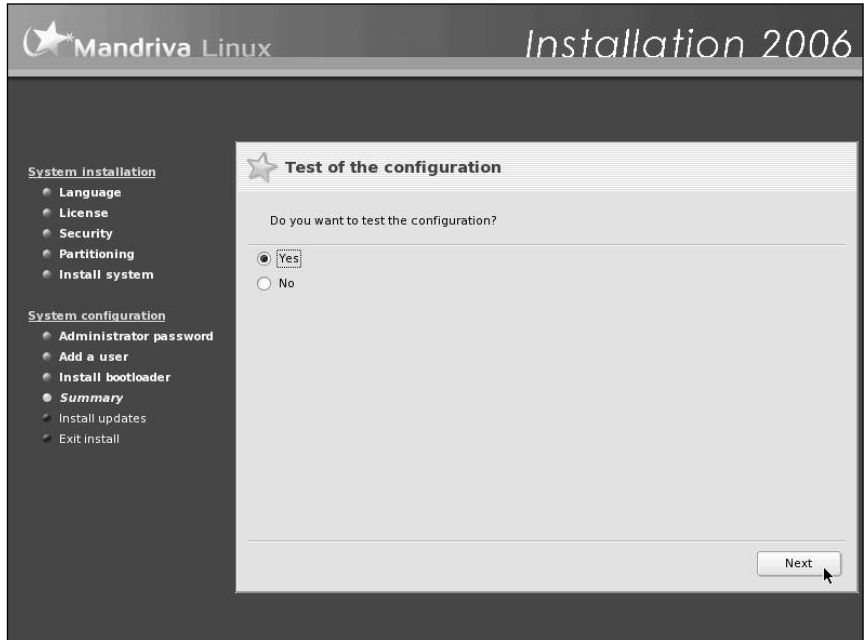 Mandriva Linux
Installation 2006
System installation
Language
License
Security
Partitioning
Install system
System configuration
Administrator password
Add a user
Install bootloader
Summary
Install updates
Exit install
Test of the configuration
Do you want to test the configuration?
Yes
No
Next